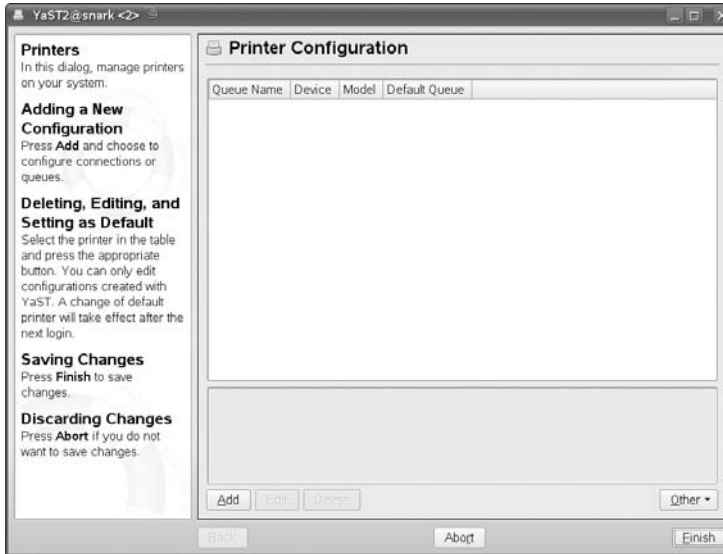 YaST2@snark <2>
Printers
In this dialog, manage printers
on your system.
Adding a New
Configuration
Press Add and choose to
configure connections or
queues.
Deleting, Editing, and
Setting as Default
Select the printer in the table
and press the appropriate
button. You can only edit
configurations created with
YaST. A change of default
printer will take effect after the
next login.
Saving Changes
Press Finish to save
changes.
Discarding Changes
Press Abort if you do not
want to save changes.
Printer Configuration
Queue Name Device Model Default Queue
Add Edit Delete Other
Back Abort Finish